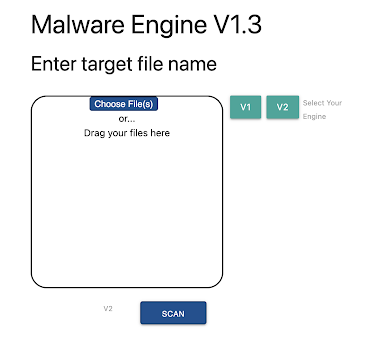 Malware Engine V1.3
Enter target file name
Choose File(s)
or...
Drag your files here
V1 V2 Select Your
Engine
V2 SCAN